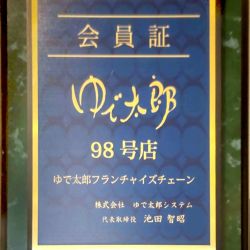 会員証
ゆで太郎
98号店
ゆで太郎フランチャイズチェーン
株式会社 ゆで太郎システム
代表取締役 池田 智昭